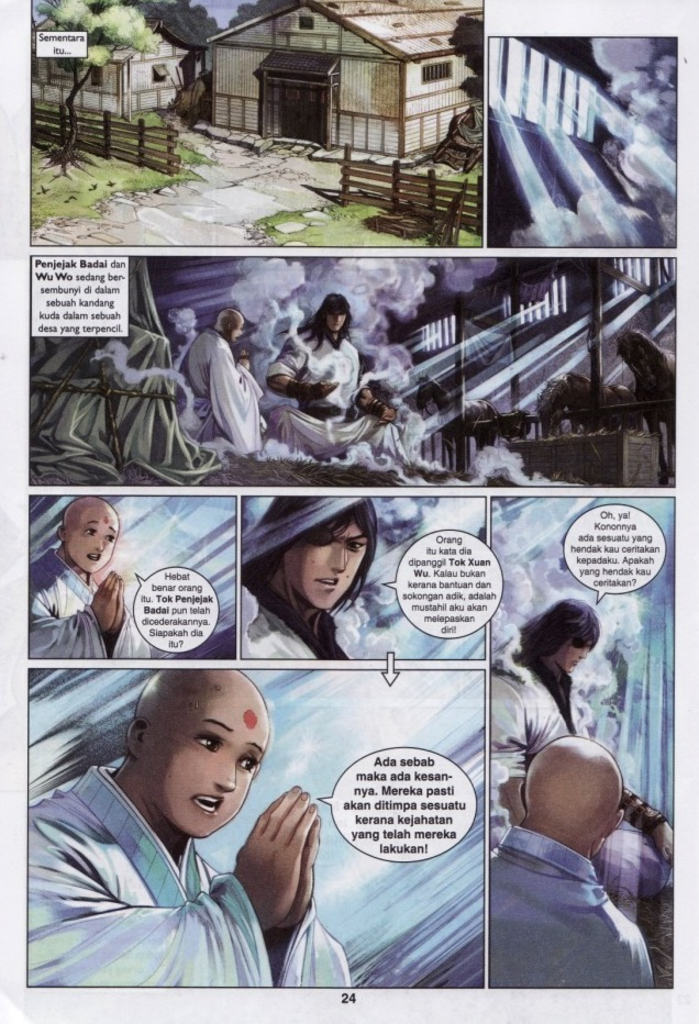 Sementara
itu...
Penjejak Badai dan
Wu Wo sedang ber-
sembunyi di dalam
sebuah kandang
kuda dalam sebuah
desa yang terpencil.
Hebat
benar orang
itu. Tok Penjejak
Badai pun telah
dicederakannya.
Siapakah dia
itu?
Orang
itu kata dia
dipanggil Tok Xuan
Wu. Kalau bukan
kerana bantuan dan
sokongan adik, adalah
mustahil aku akan
melepaskan
diri!
Ada sebab
maka ada kesan-
nya. Mereka pasti
akan ditimpa sesuatu
kerana kejahatan
yang telah mereka
lakukan!
Oh, ya!
Kononnya
ada sesuatu yang
hendak kau ceritakan
kepadaku. Apakah
yang hendak kau
ceritakan?
24